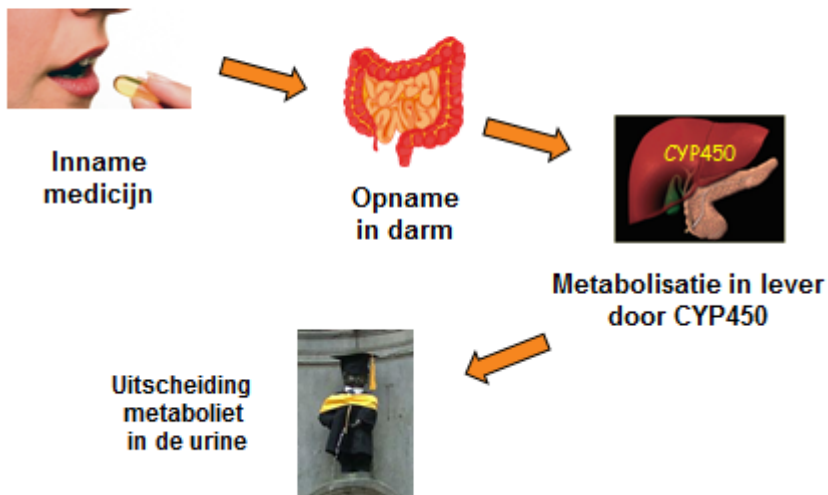 Inname
medicijn
Opname
in darm
CYP450
Metabolisatie in lever
door CYP450
Uitscheiding
metaboliet
in de urine